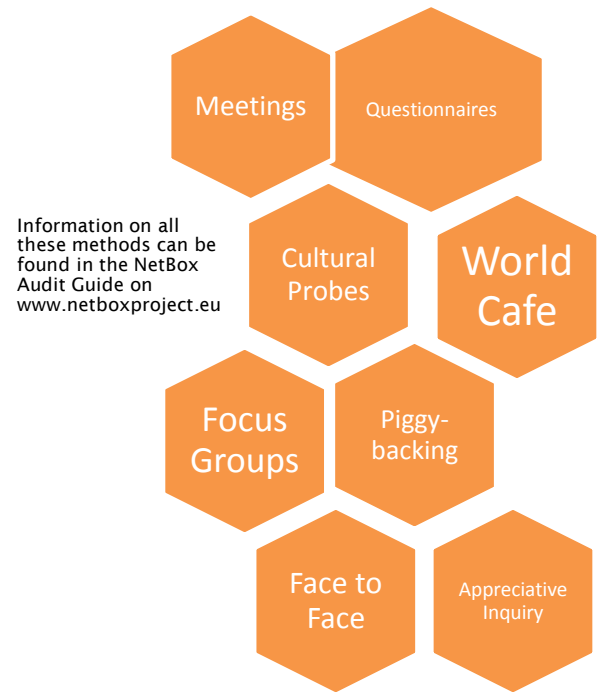 Meetings
Questionnaires
Information on all
these methods can be
found in the NetBox
Audit Guide on
www.netboxproject.eu
Cultural
Probes
World
Cafe
Focus
Groups
Piggy-
backing
Face to
Face
Appreciative
Inquiry